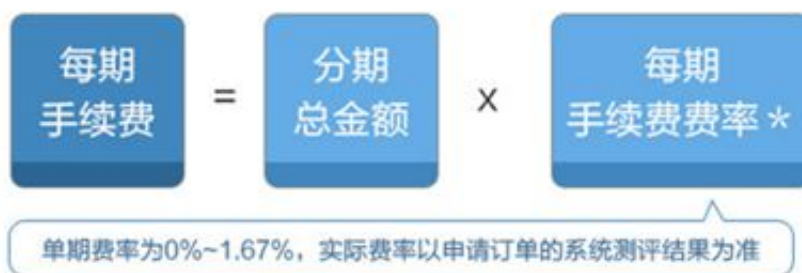 每期
手续费
=
分期
总金额
x
每期
手续费费率*
单期费率为0%~1.67%，实际费率以申请订单的系统测评结果为准